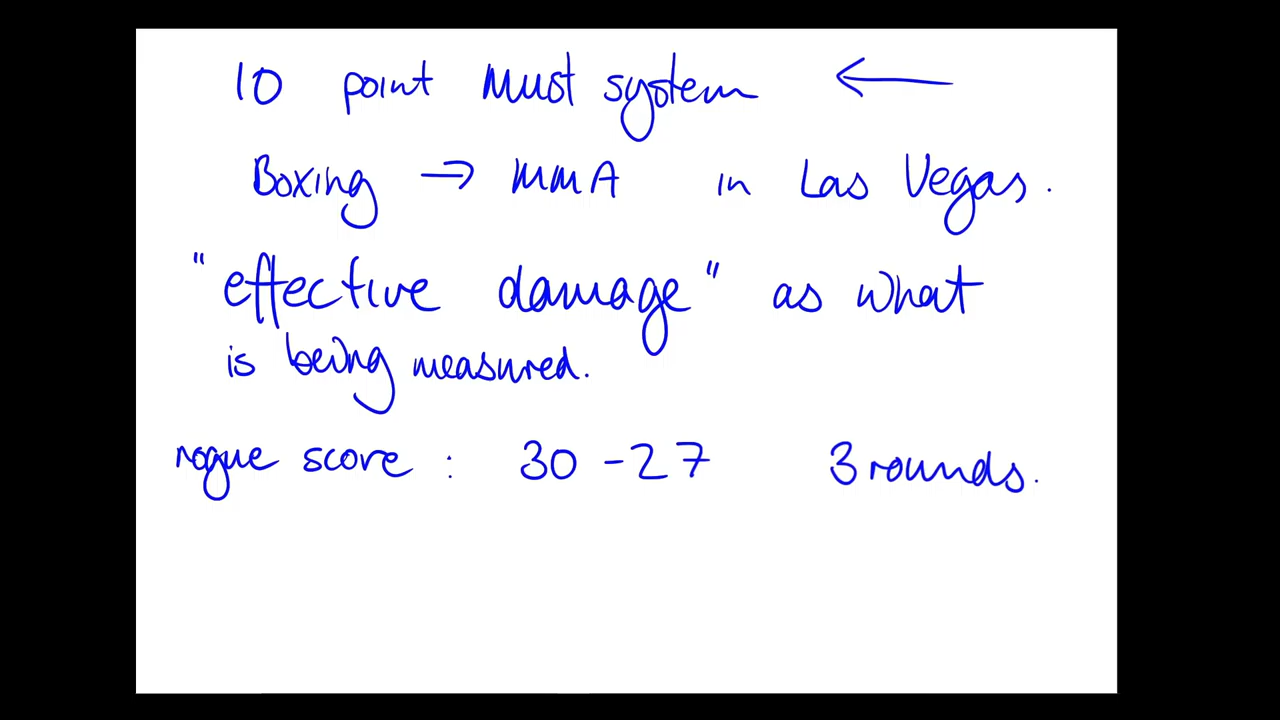 10 point must system ←
Boxing → MMA in Las Vegas.
"effective damage" as what
is being measured.
rogue score : 30 - 27 3 rounds.